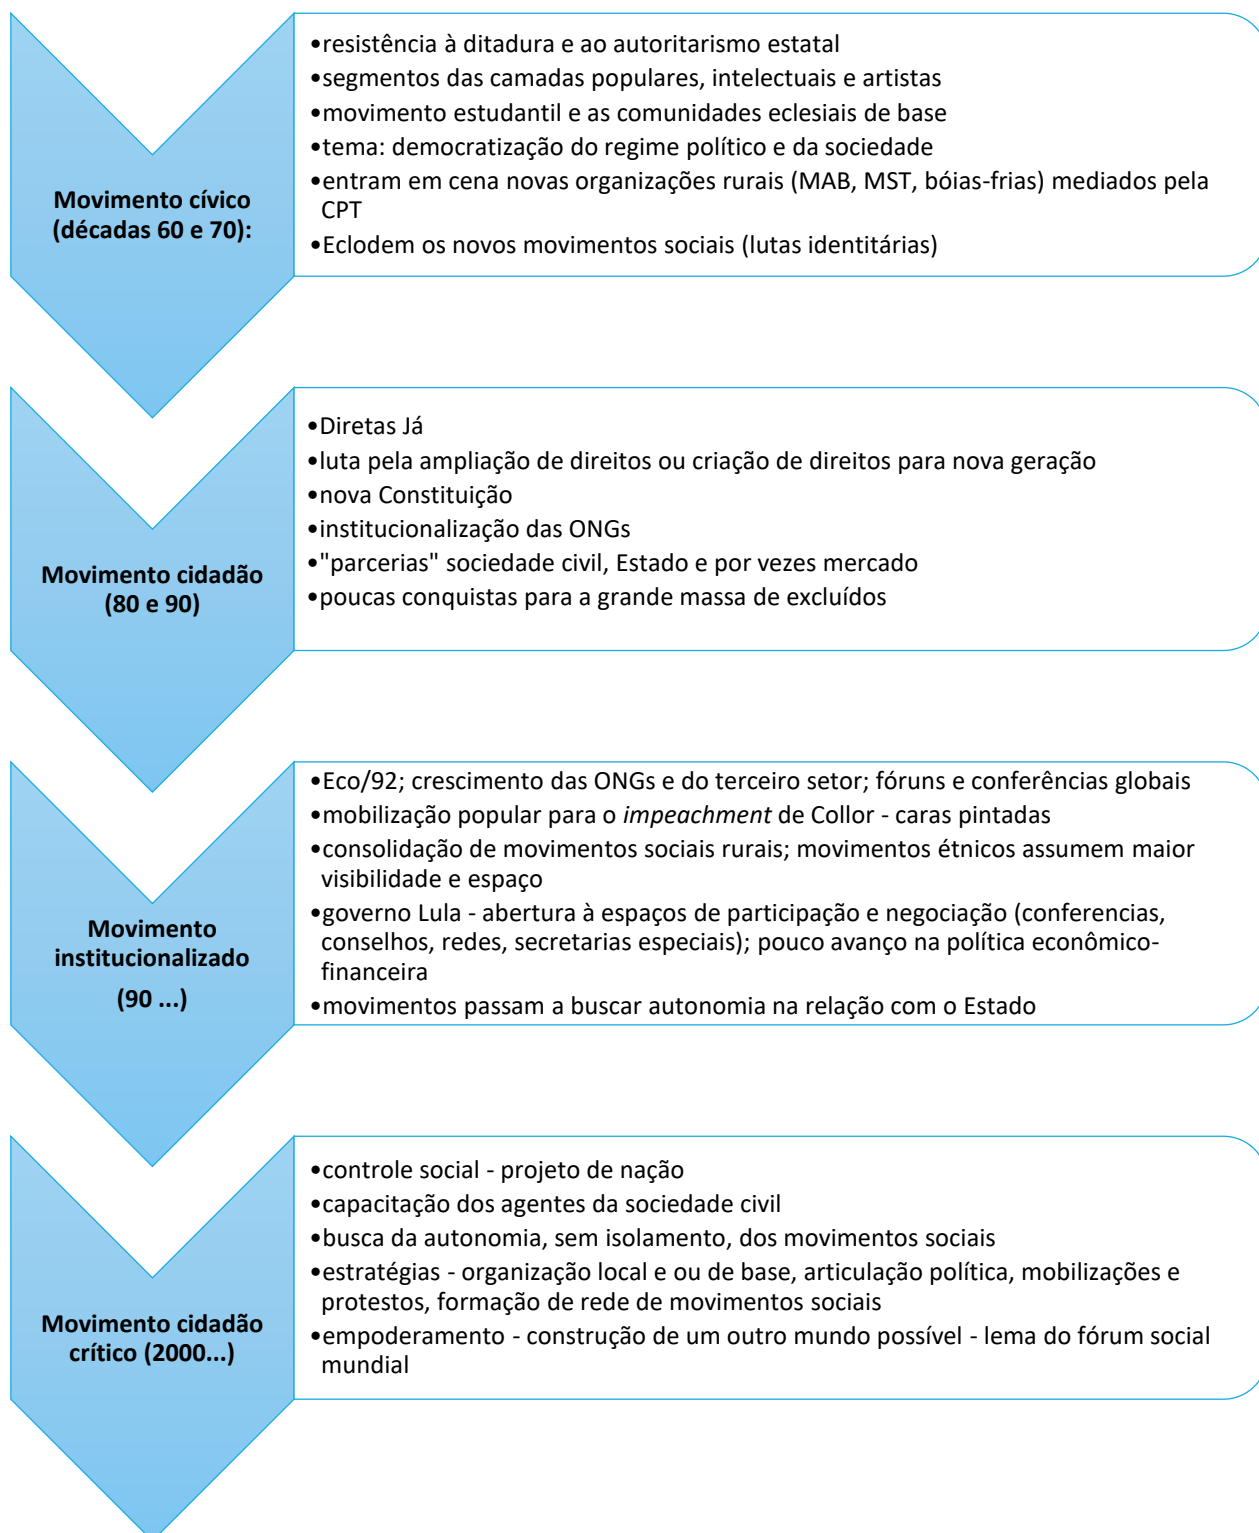 Movimento cívico
(décadas 60 e 70):
•resistência à ditadura e ao autoritarismo estatal
•segmentos das camadas populares, intelectuais e artistas
•movimento estudantil e as comunidades eclesiais de base
•tema: democratização do regime político e da sociedade
•entram em cena novas organizações rurais (MAB, MST, bóias-frias) mediados pela
CPT
•Eclodem os novos movimentos sociais (lutas identitárias)
Movimento cidadão
(80 e 90)
•Diretas Já
•luta pela ampliação de direitos ou criação de direitos para nova geração
•nova Constituição
•institucionalização das ONGs
•"parcerias" sociedade civil, Estado e por vezes mercado
•poucas conquistas para a grande massa de excluídos
Movimento
institucionalizado
(90 ...)
•Eco/92; crescimento das ONGs e do terceiro setor; fóruns e conferências globais
•mobilização popular para o impeachment de Collor - caras pintadas
•consolidação de movimentos sociais rurais; movimentos étnicos assumem maior
visibilidade e espaço
•governo Lula - abertura à espaços de participação e negociação (conferencias,
conselhos, redes, secretarias especiais); pouco avanço na política econômico-
financeira
•movimentos passam a buscar autonomia na relação com o Estado
Movimento cidadão
crítico (2000...)
•controle social - projeto de nação
•capacitação dos agentes da sociedade civil
•busca da autonomia, sem isolamento, dos movimentos sociais
•estratégias - organização local e ou de base, articulação política, mobilizações e
protestos, formação de rede de movimentos sociais
•empoderamento - construção de um outro mundo possível - lema do fórum social
mundial